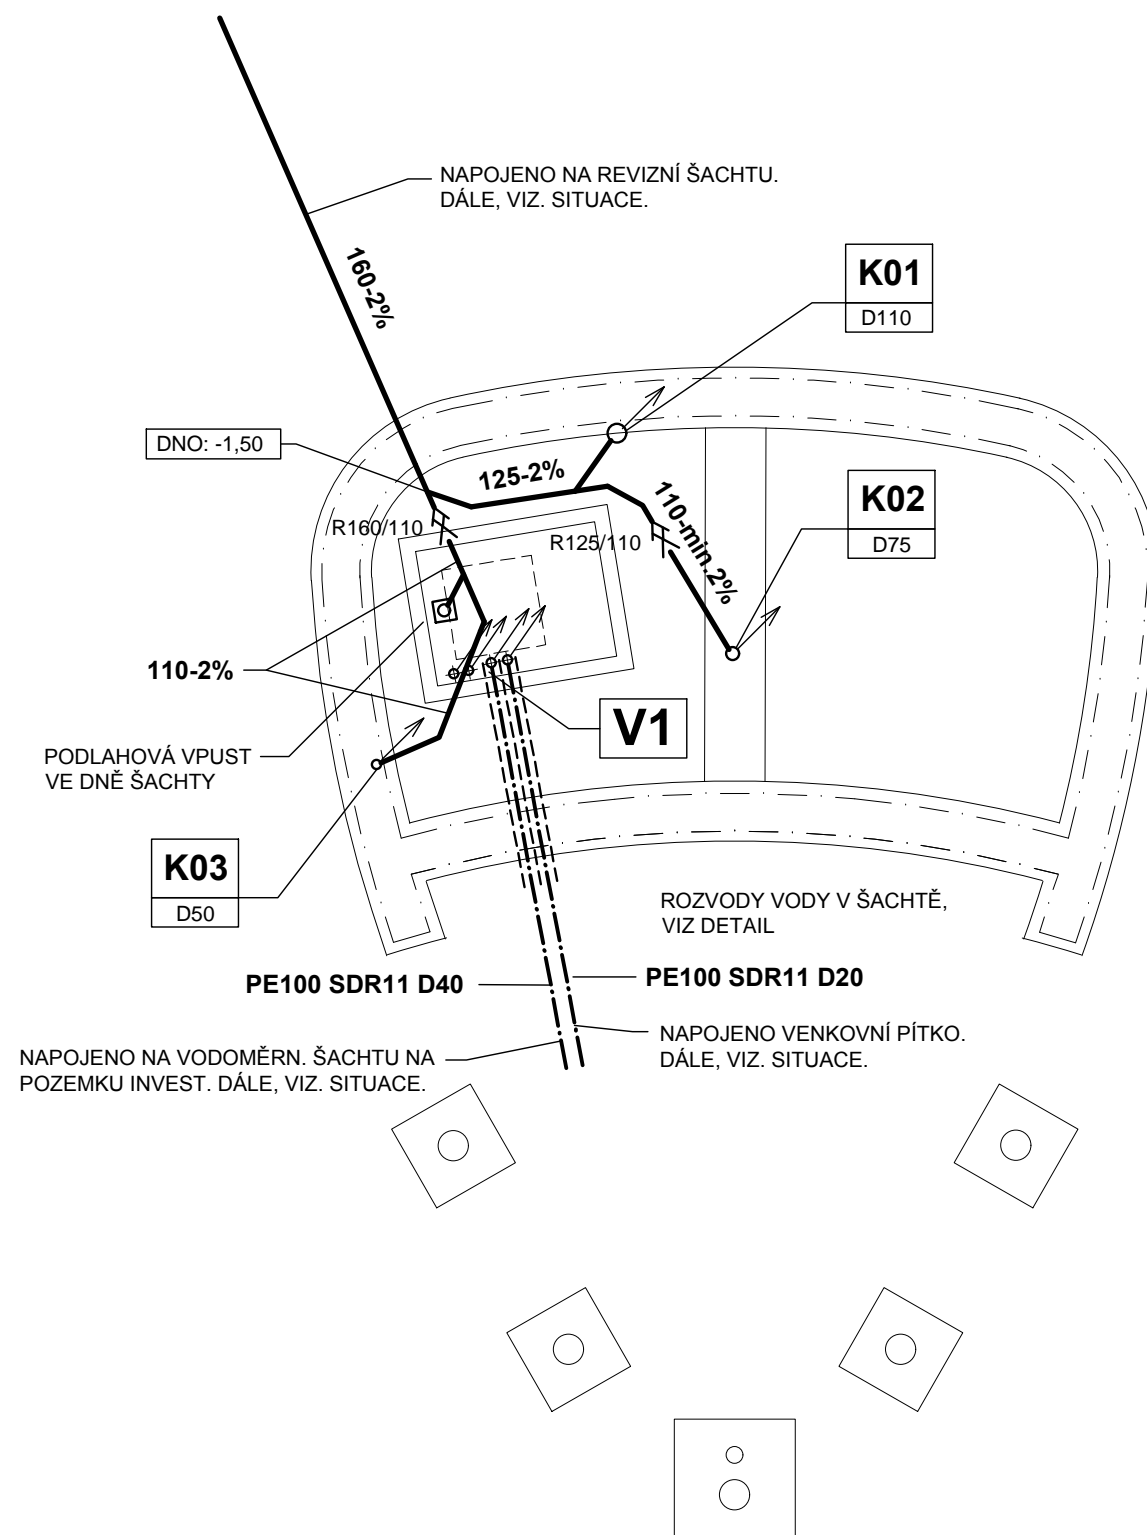 NAPOJENO NA REVIZNÍ ŠACHTU.
DÁLE, VIZ. SITUACE.
160-2%
K01
D110
DNO: -1,50
125-2%
110-min.2%
K02
D75
R160/110
R125/110
110-2%
V1
PODLAHOVÁ VPUST
VE DNĚ ŠACHTY
K03
D50
ROZVODY VODY V ŠACHTĚ,
VIZ DETAIL
PE100 SDR11 D40
PE100 SDR11 D20
NAPOJENO VENKOVNÍ PÍTKO.
DÁLE, VIZ. SITUACE.
NAPOJENO NA VODOMĚRN. ŠACHTU NA
POZEMKU INVEST. DÁLE, VIZ. SITUACE.